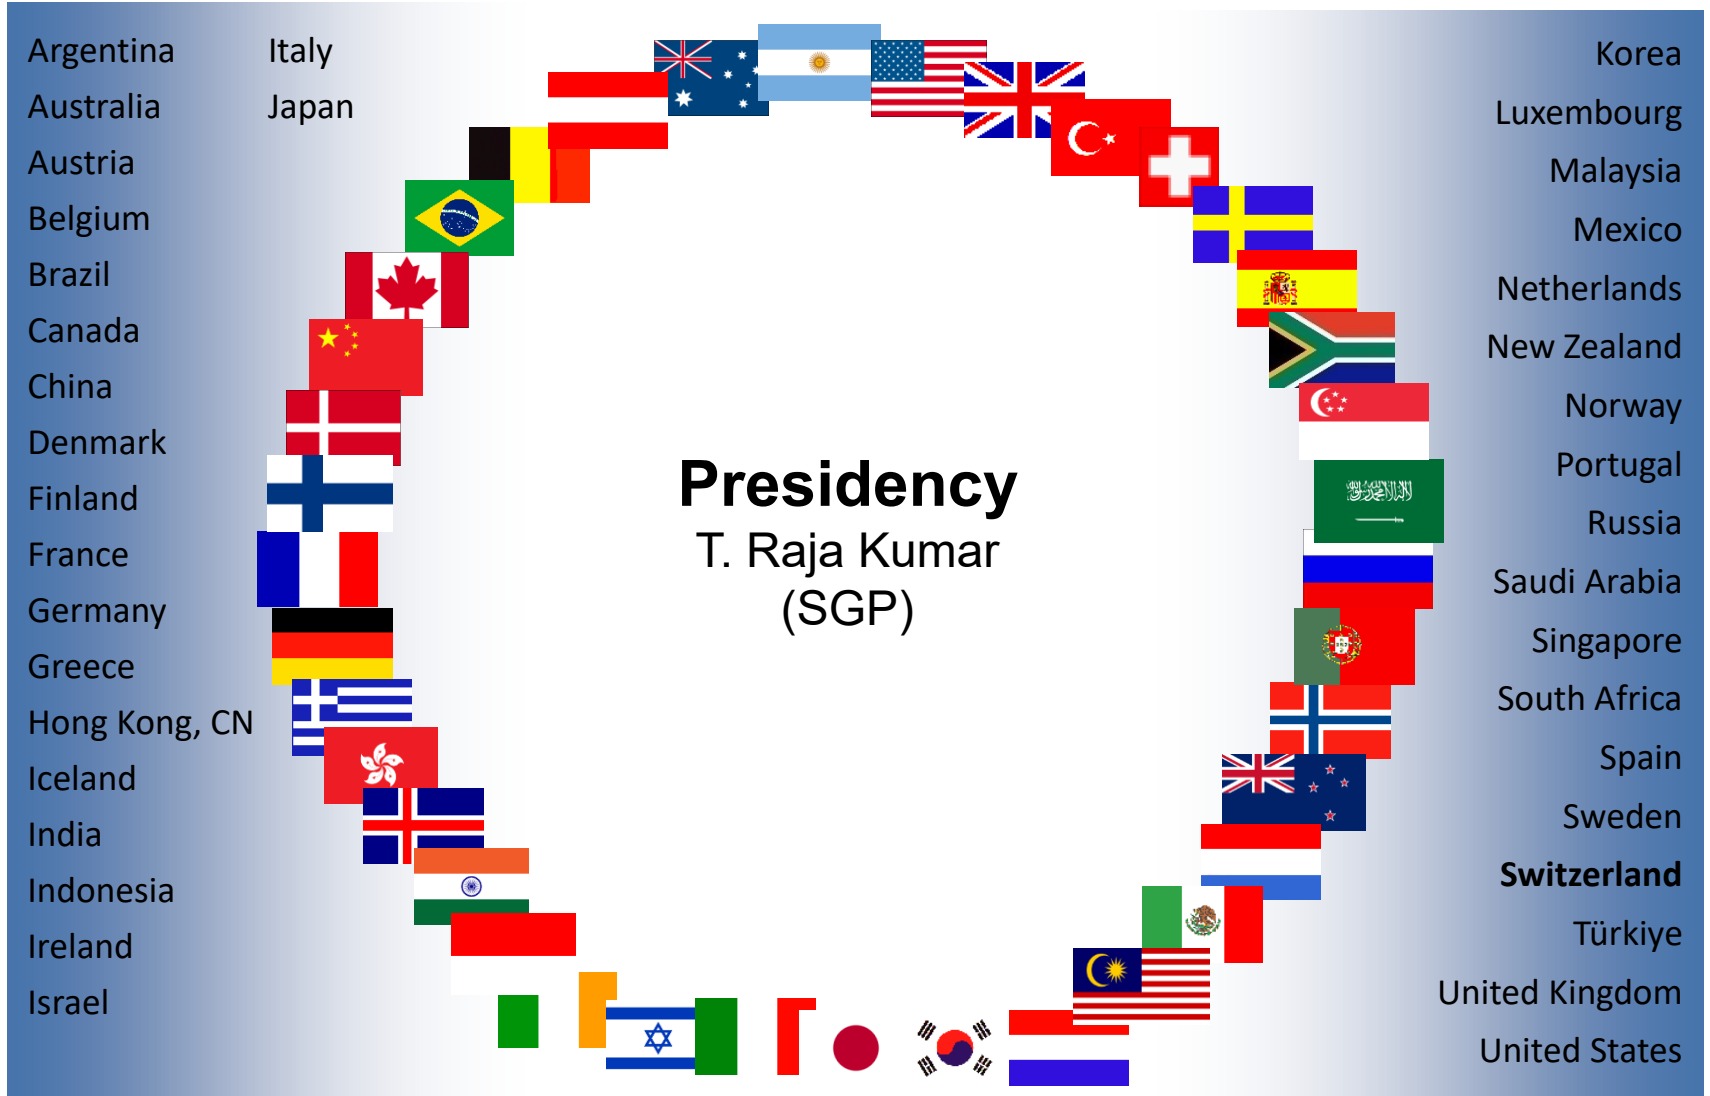 Argentina
Australia
Austria
Belgium
Brazil
Canada
China
Denmark
Finland
France
Germany
Greece
Hong Kong, CN
Iceland
India
Indonesia
Ireland
Israel
Italy
Japan
Presidency
T. Raja Kumar
(SGP)
Korea
Luxembourg
Malaysia
Mexico
Netherlands
New Zealand
Norway
Portugal
Russia
Saudi Arabia
Singapore
South Africa
Spain
Sweden
Switzerland
Türkiye
United Kingdom
United States